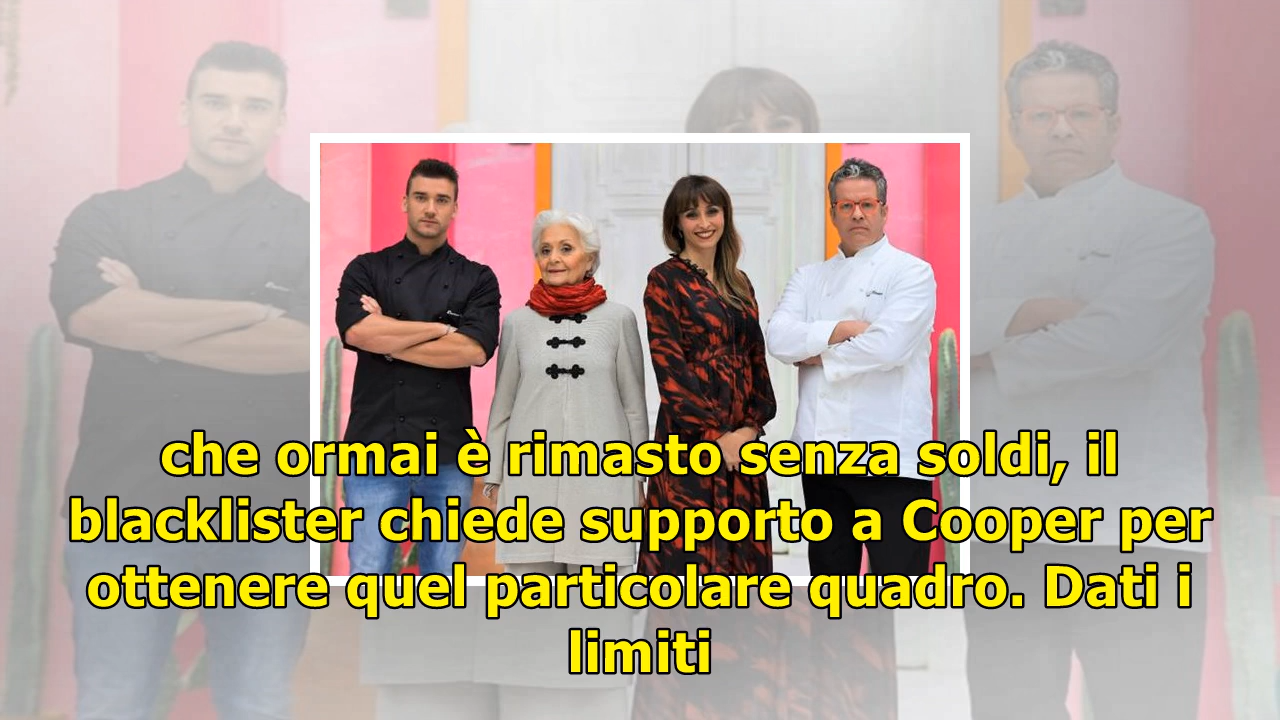 che ormai è rimasto senza soldi, il
blacklister chiede supporto a Cooper per
ottenere quel particolare quadro. Dati i
limiti